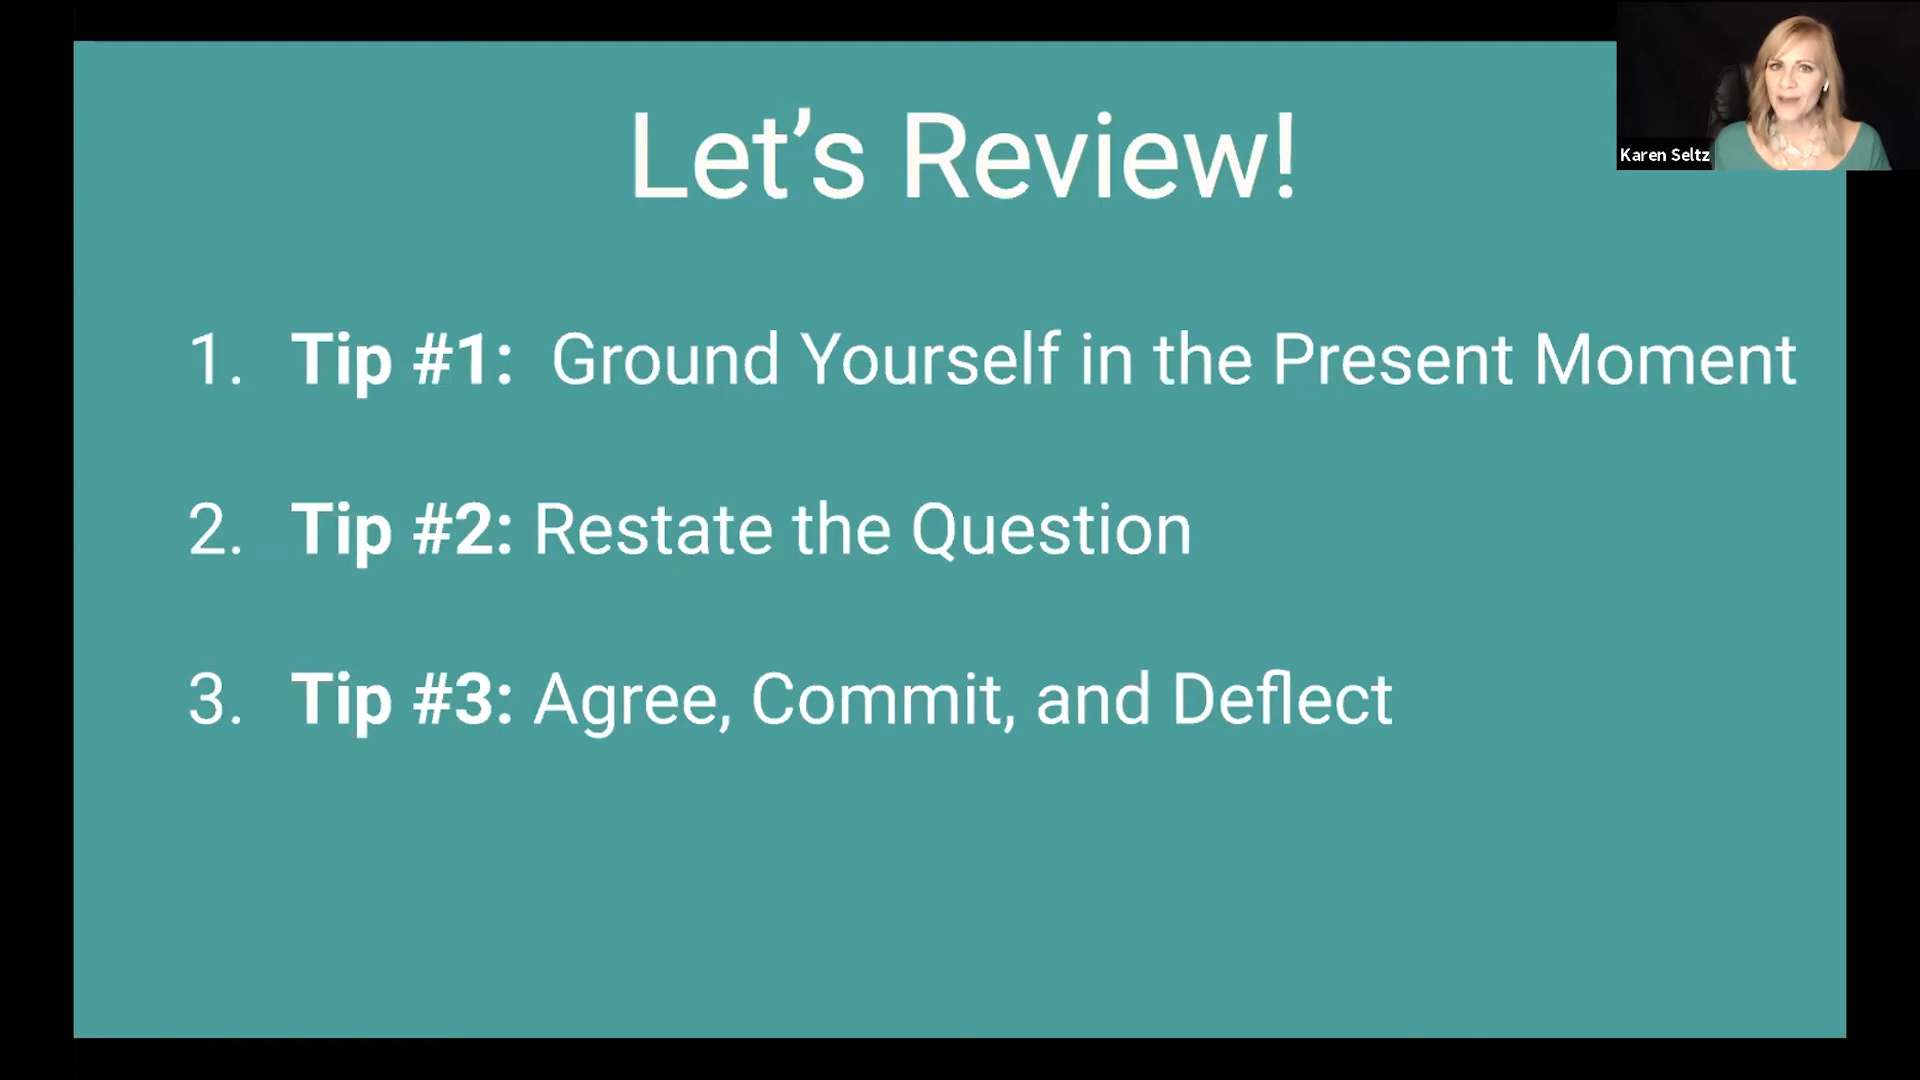 Let’s Review!
Karen Seltz
1. Tip #1: Ground Yourself in the Present Moment
2. Tip #2: Restate the Question
3. Tip #3: Agree, Commit, and Deflect